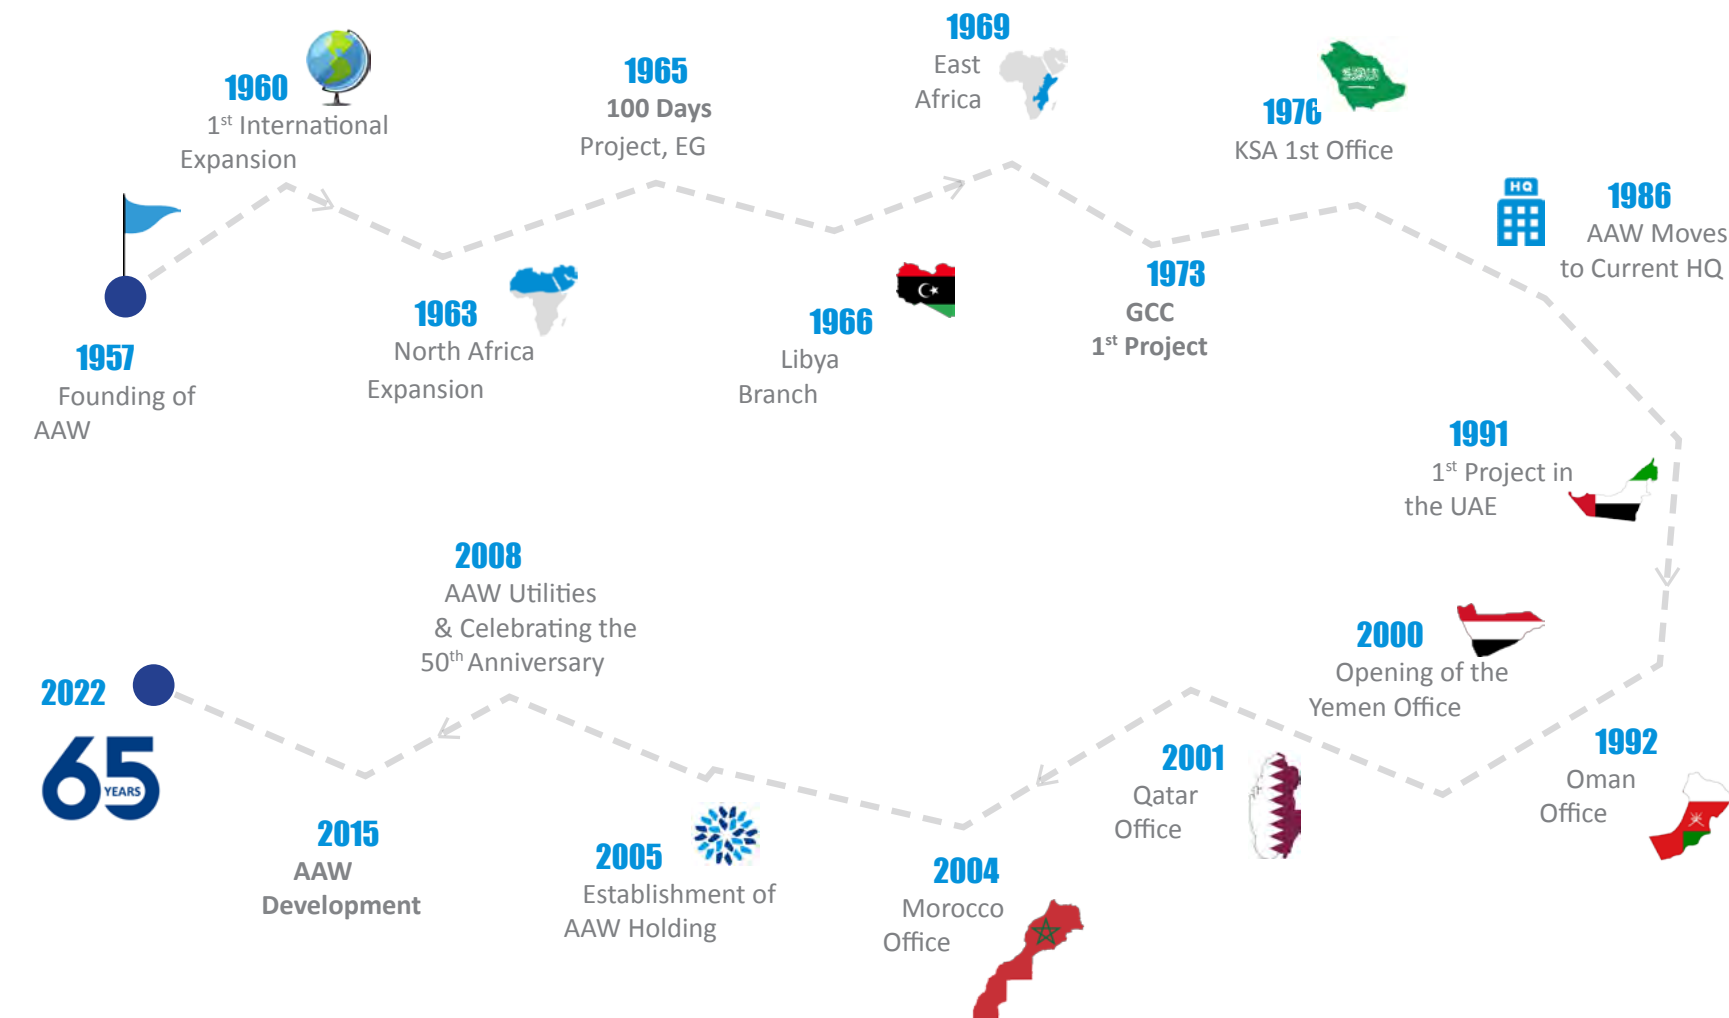 1957
Founding of
AAW
1960
1st International
Expansion
1963
North Africa
Expansion
1965
100 Days
Project, EG
1966
Libya
Branch
1969
East
Africa
1973
GCC
1st Project
1976
KSA 1st Office
HQ
1986
AAW Moves
to Current HQ
1991
1st Project in
the UAE
1992
Oman
Office
2000
Opening of the
Yemen Office
2001
Qatar
Office
2004
Morocco
Office
2005
Establishment of
AAW Holding
2008
AAW Utilities
& Celebrating the
50th Anniversary
2015
AAW
Development
2022
65
YEARS